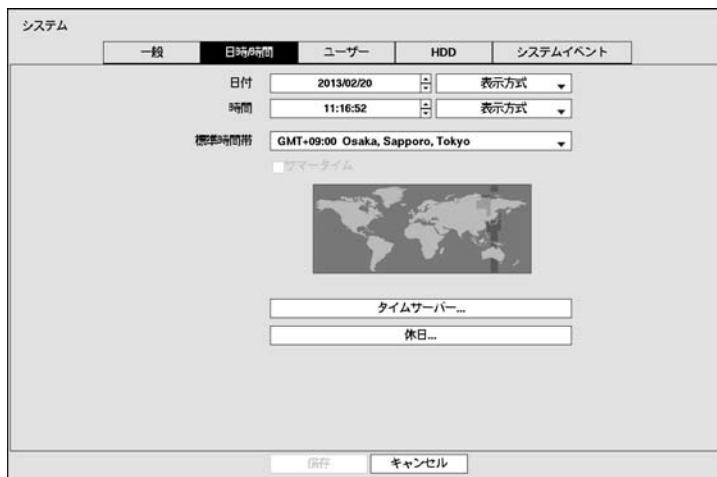 システム
一般 日時/時間 ユーザー HDD システムイベント
日付 2013/02/20 表示方式
時間 11:16:52 表示方式
標準時間帯 GMT+09:00 Osaka, Sapporo, Tokyo
サマータイム
タイムサーバー...
休日...
保存 キャンセル